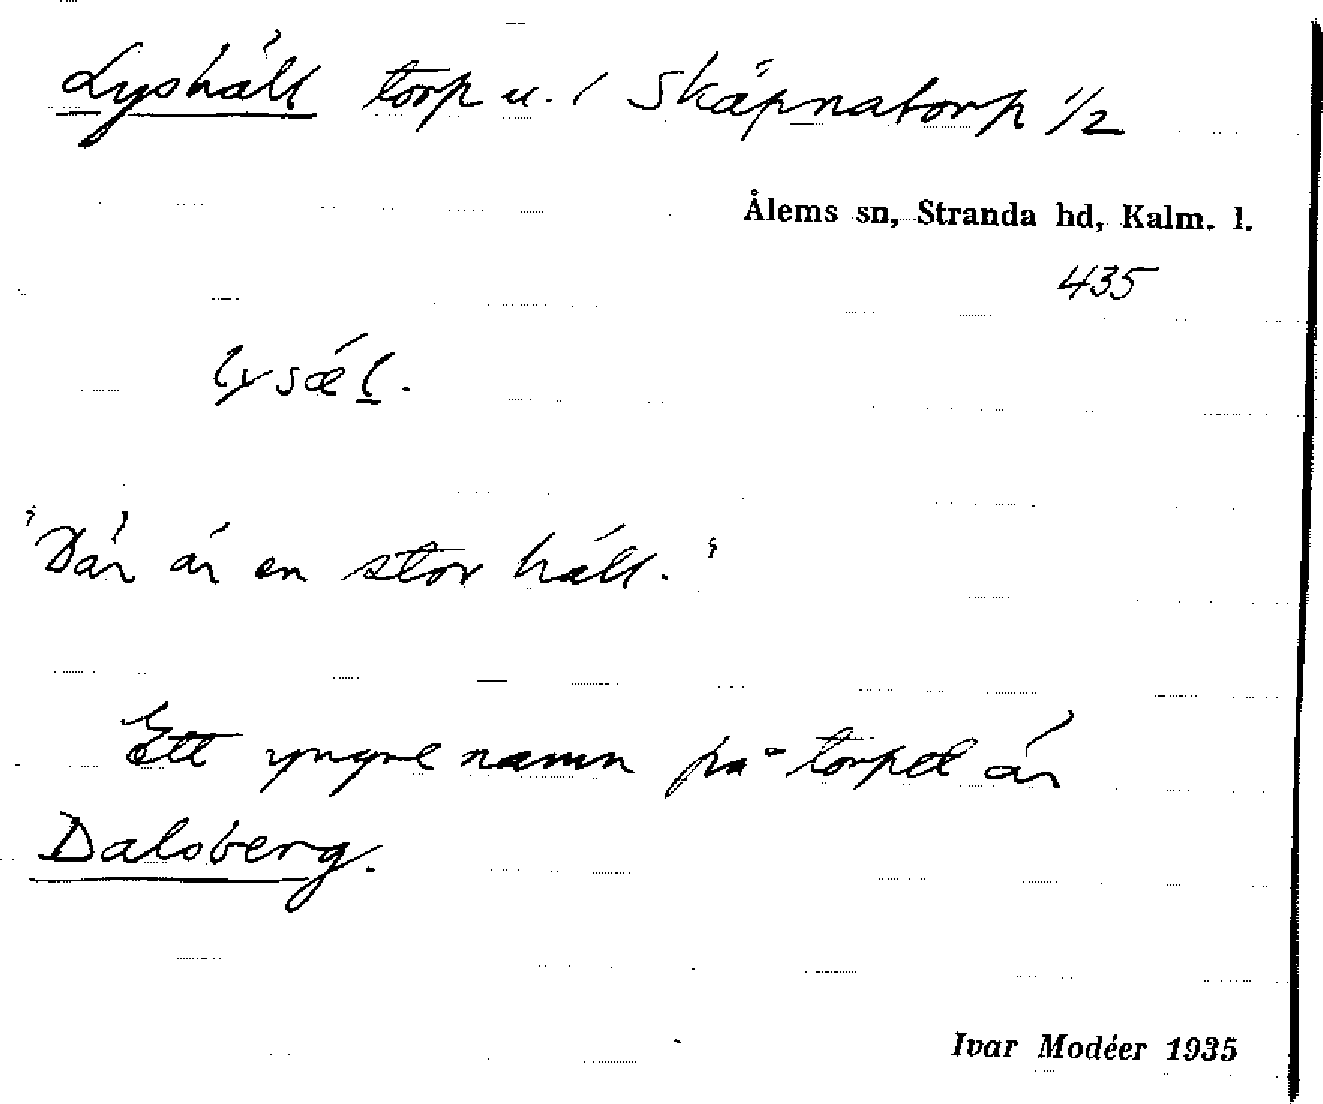 Lyshäll torp u. / Skäpnatorp 1/2
Ålems sn, Stranda hd, Kalm. l.
435
lysǽl.
"Där är en stor häll."
Ett yngre namn på torpet är
Dalsberg.
Ivar Modéer 1935